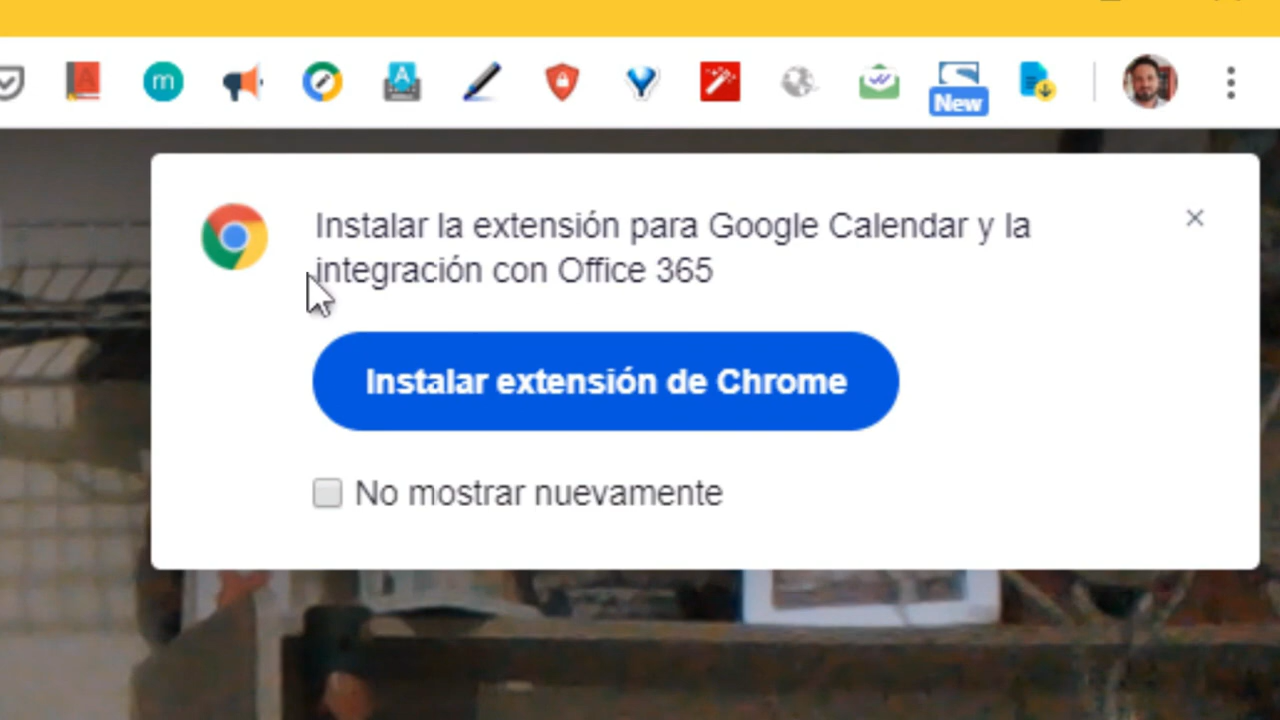 A
m
A
New
Instalar la extensión para Google Calendar y la
integración con Office 365
×
Instalar extensión de Chrome
No mostrar nuevamente